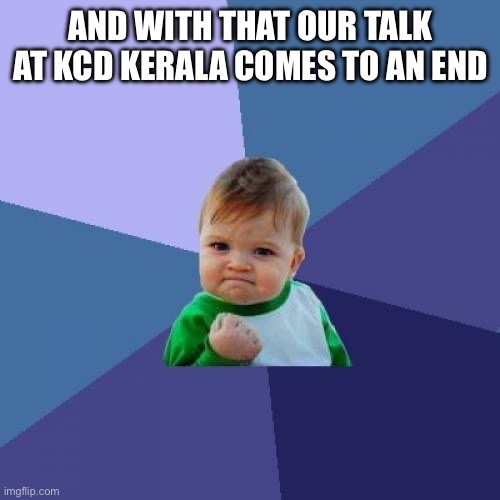 AND WITH THAT OUR TALK
AT KCD KERALA COMES TO AN END
imgflip.com